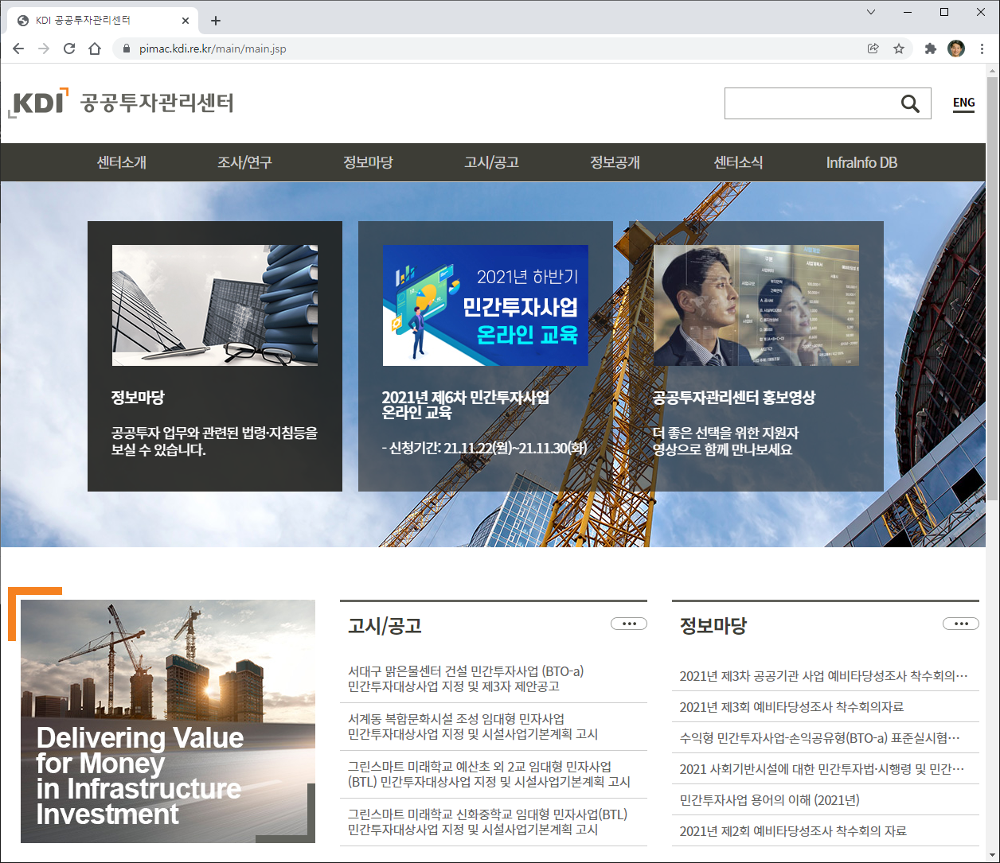 KDI 공공투자관리센터
pimac.kdi.re.kr/main/main.jsp
KDI 공공투자관리센터
ENG
센터소개 조사/연구 정보마당 고시/공고 정보공개 센터소식 InfraInfo DB
정보마당
공공투자 업무와 관련된 법령·지침등을
보실 수 있습니다.
2021년 하반기
민간투자사업
온라인 교육
2021년 제6차 민간투자사업
온라인 교육
- 신청기간: 21.11.22(월)~21.11.30(화)
공공투자관리센터 홍보영상
더 좋은 선택을 위한 지원자
영상으로 함께 만나보세요
Delivering Value
for Money
in Infrastructure
Investment
고시/공고
서대구 맑은물센터 건설 민간투자사업 (BTO-a)
민간투자대상사업 지정 및 제3자 제안공고
서계동 복합문화시설 조성 임대형 민자사업
민간투자대상사업 지정 및 시설사업기본계획 고시
그린스마트 미래학교 예산초 외 2교 임대형 민자사업
(BTL) 민간투자대상사업 지정 및 시설사업기본계획 고시
그린스마트 미래학교 신화중학교 임대형 민자사업(BTL)
민간투자대상사업 지정 및 시설사업기본계획 고시
정보마당
2021년 제3차 공공기관 사업 예비타당성조사 착수회의…
2021년 제3회 예비타당성조사 착수회의자료
수익형 민간투자사업-손익공유형(BTO-a) 표준실시협…
2021 사회기반시설에 대한 민간투자법·시행령 및 민간…
민간투자사업 용어의 이해 (2021년)
2021년 제2회 예비타당성조사 착수회의 자료